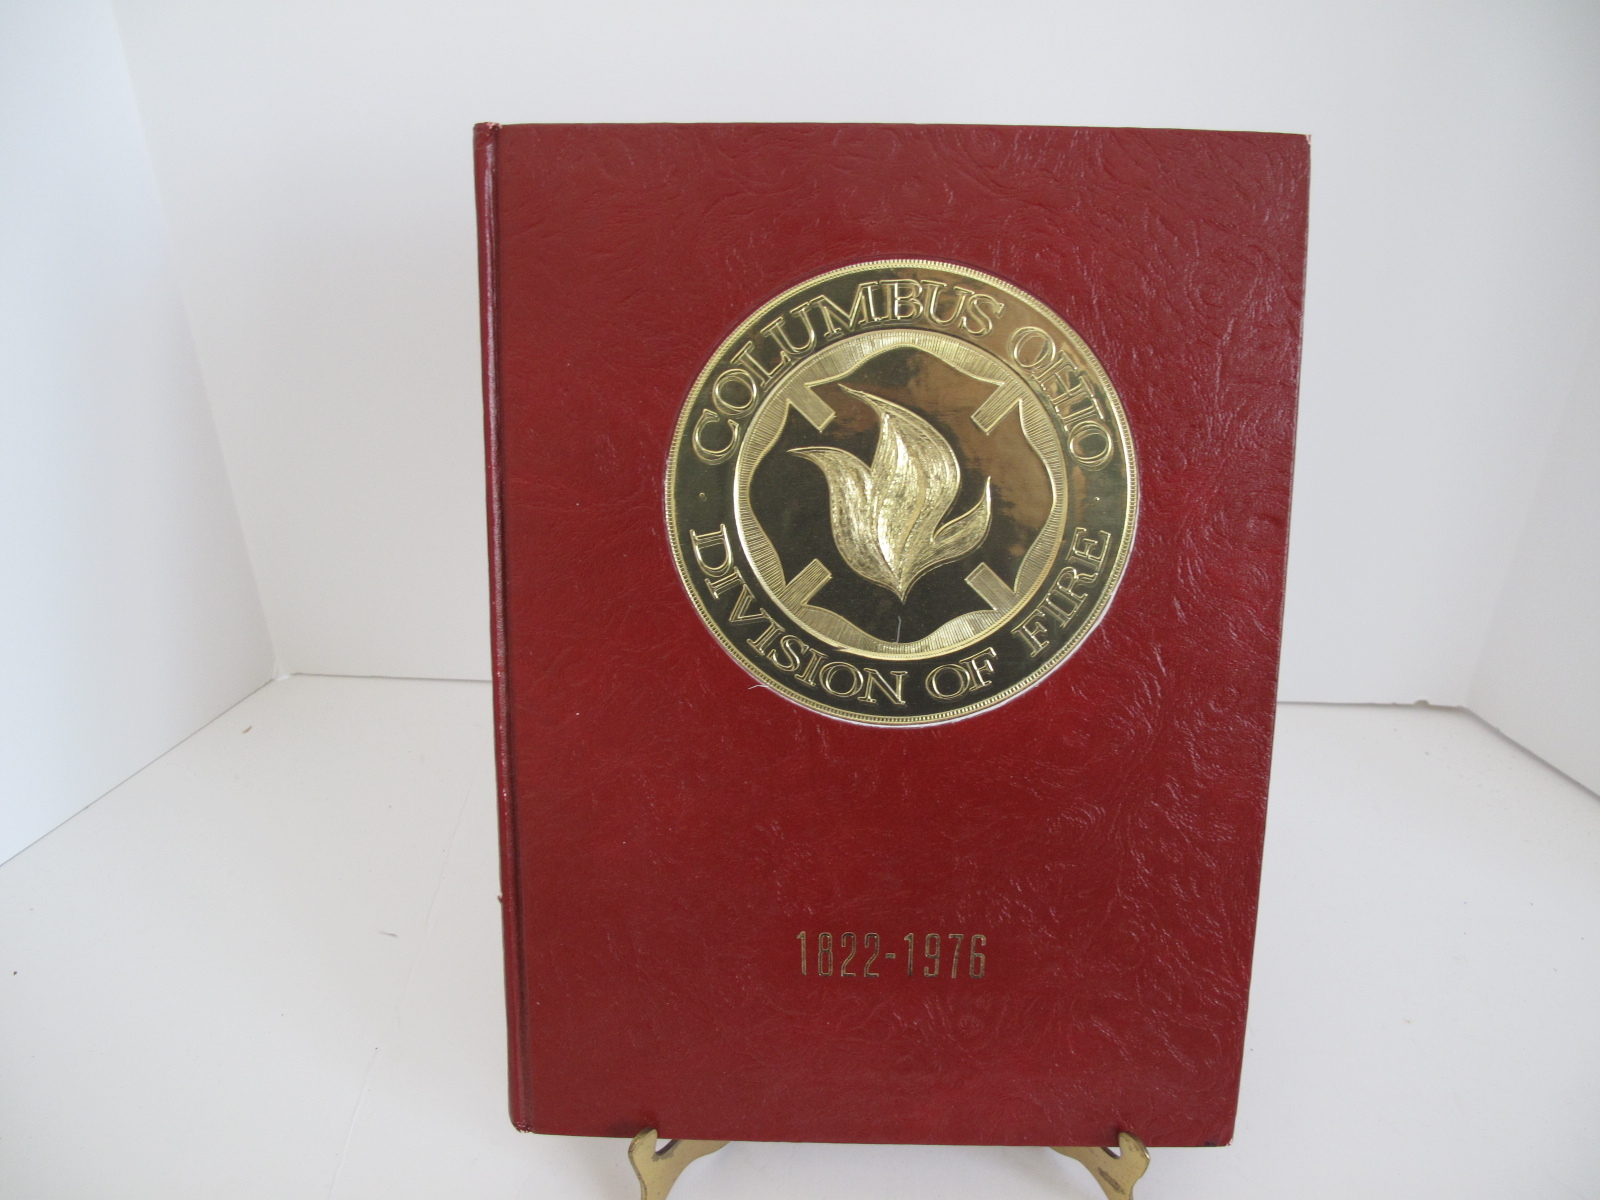 COLUMBUS OHIO
DIVISION OF FIRE
1822-1976